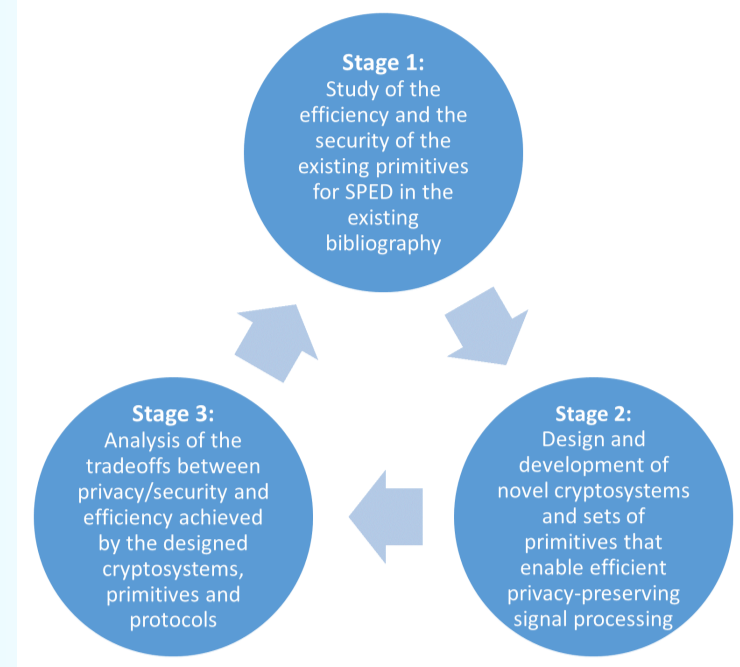 Stage 1:
Study of the
efficiency and the
security of the
existing primitives
for SPED in the
existing
bibliography
Stage 2:
Design and
development of
novel cryptosystems
and sets of
primitives that
enable efficient
privacy-preserving
signal processing
Stage 3:
Analysis of the
tradeoffs between
privacy/security and
efficiency achieved
by the designed
cryptosystems,
primitives and
protocols